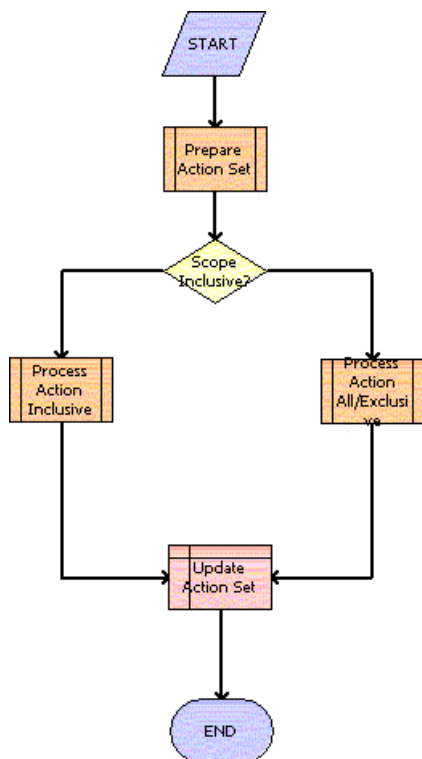 START
Prepare
Action Set
Scope
Inclusive?
Process
Action
Inclusive
Process
Action
All/Exclusi
ve
Update
Action Set
END